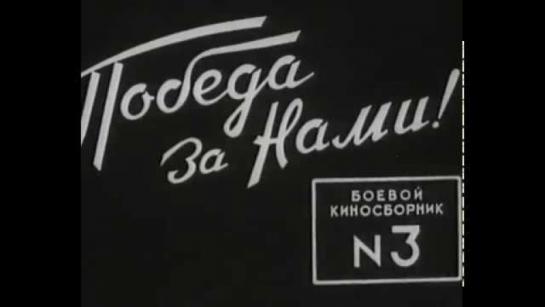 Победа
за Нами!
БОЕВОЙ
КИНОСБОРНИК
N3